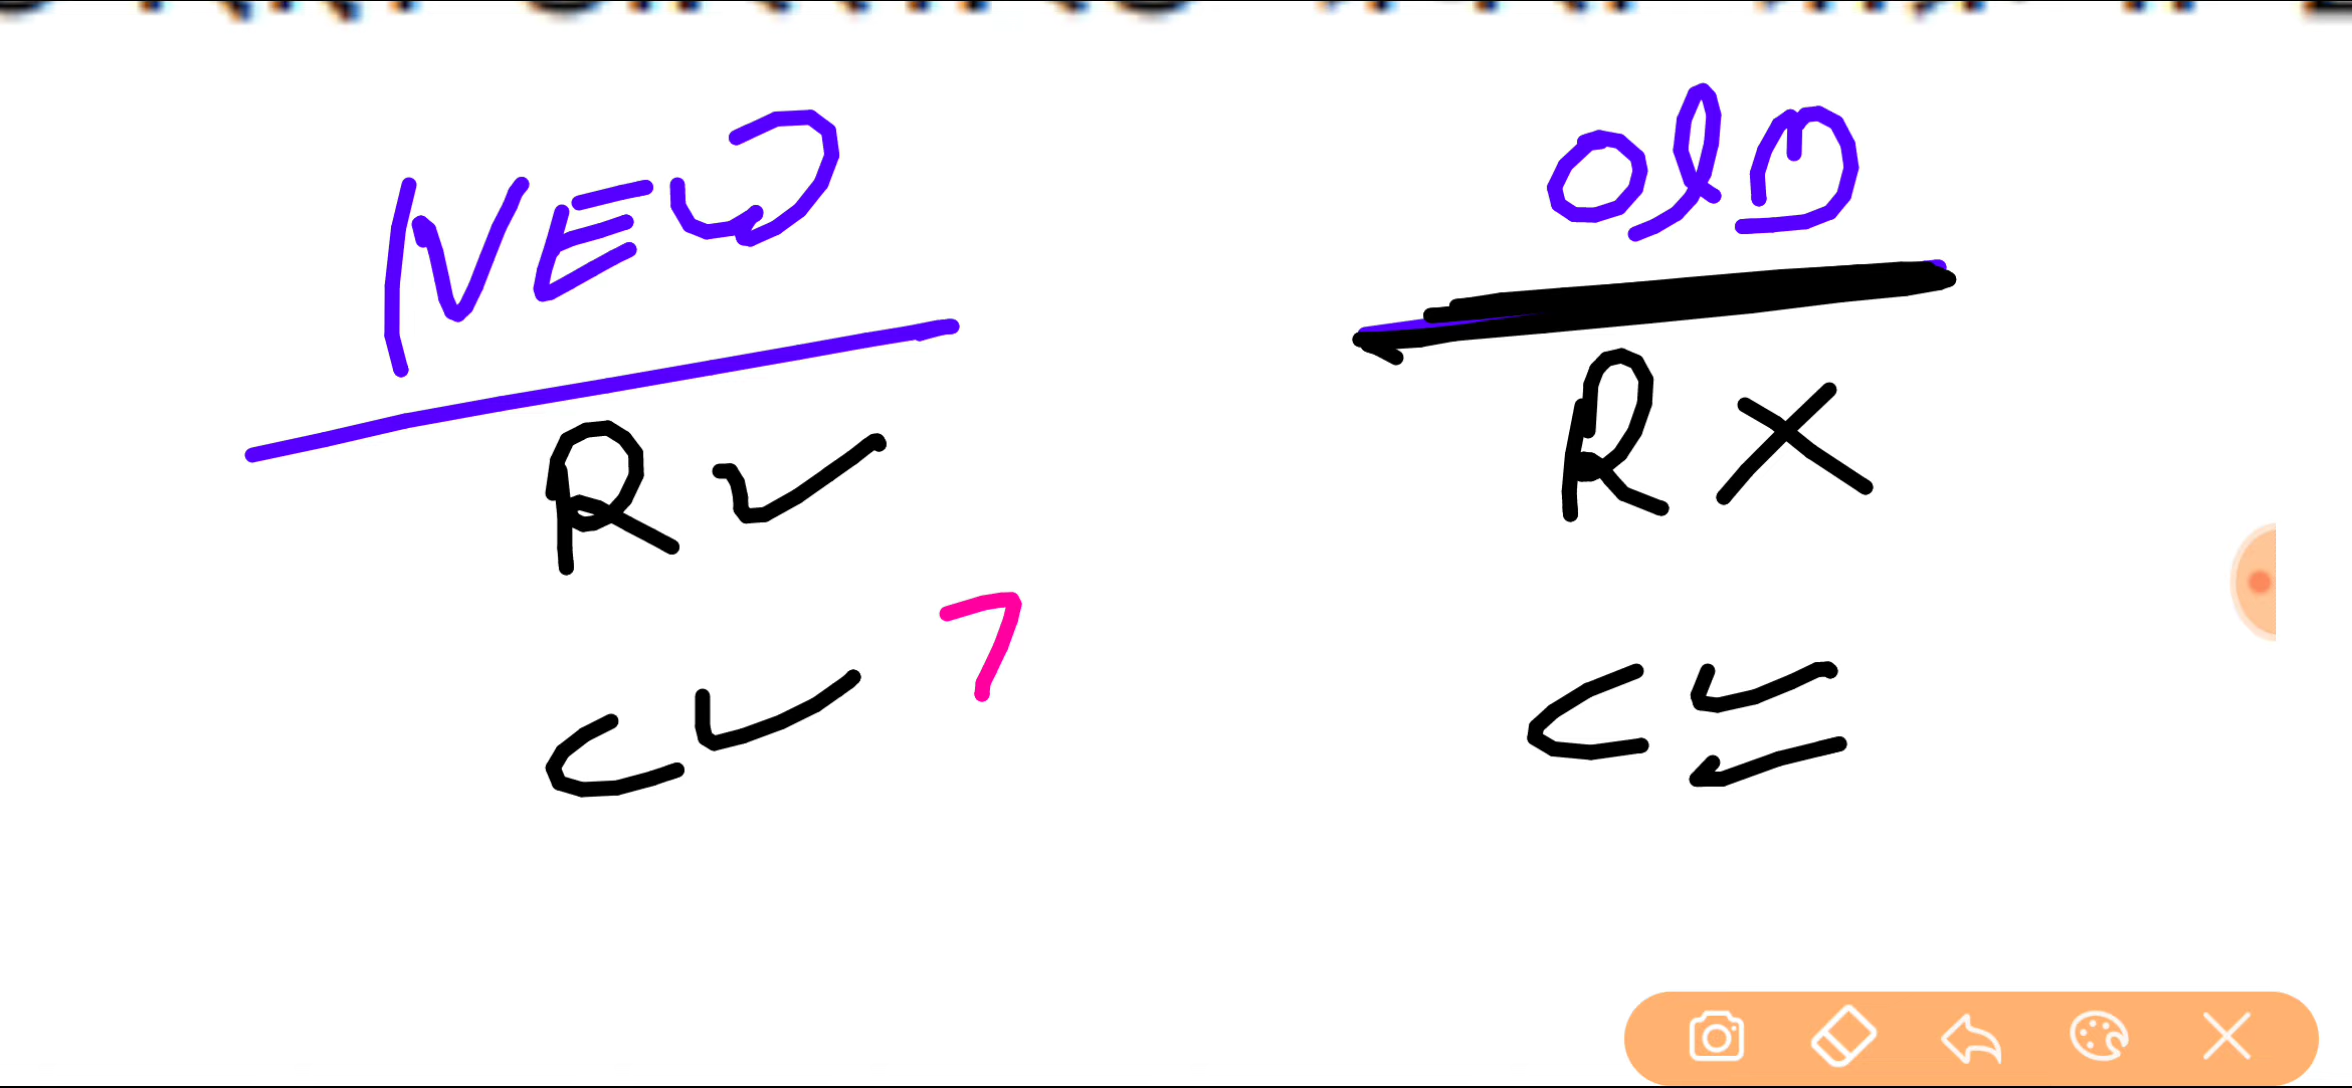 NEW
OlD
R ✓
R ×
7
C ✓
C ✓ ✓